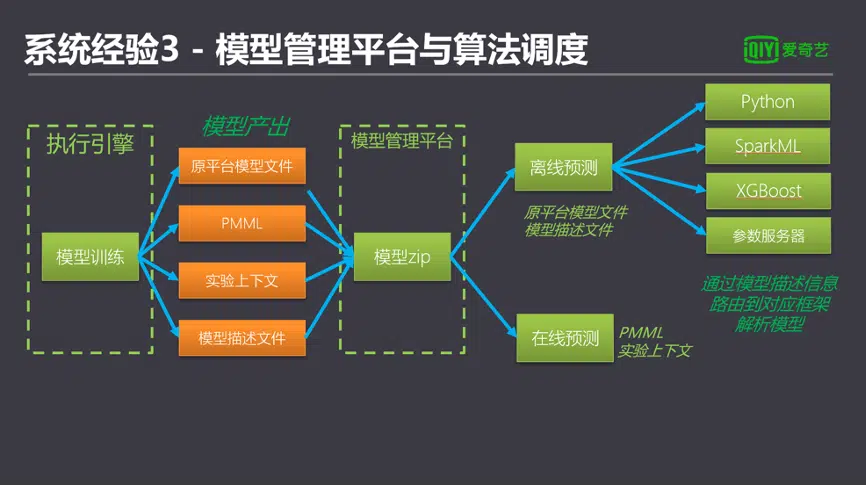 系统经验3 - 模型管理平台与算法调度
iQIYI 爱奇艺
执行引擎
模型训练
模型产出
原平台模型文件
PMML
实验上下文
模型描述文件
模型管理平台
模型zip
离线预测
原平台模型文件
模型描述文件
在线预测
PMML
实验上下文
Python
SparkML
XGBoost
参数服务器
通过模型描述信息
路由到对应框架
解析模型